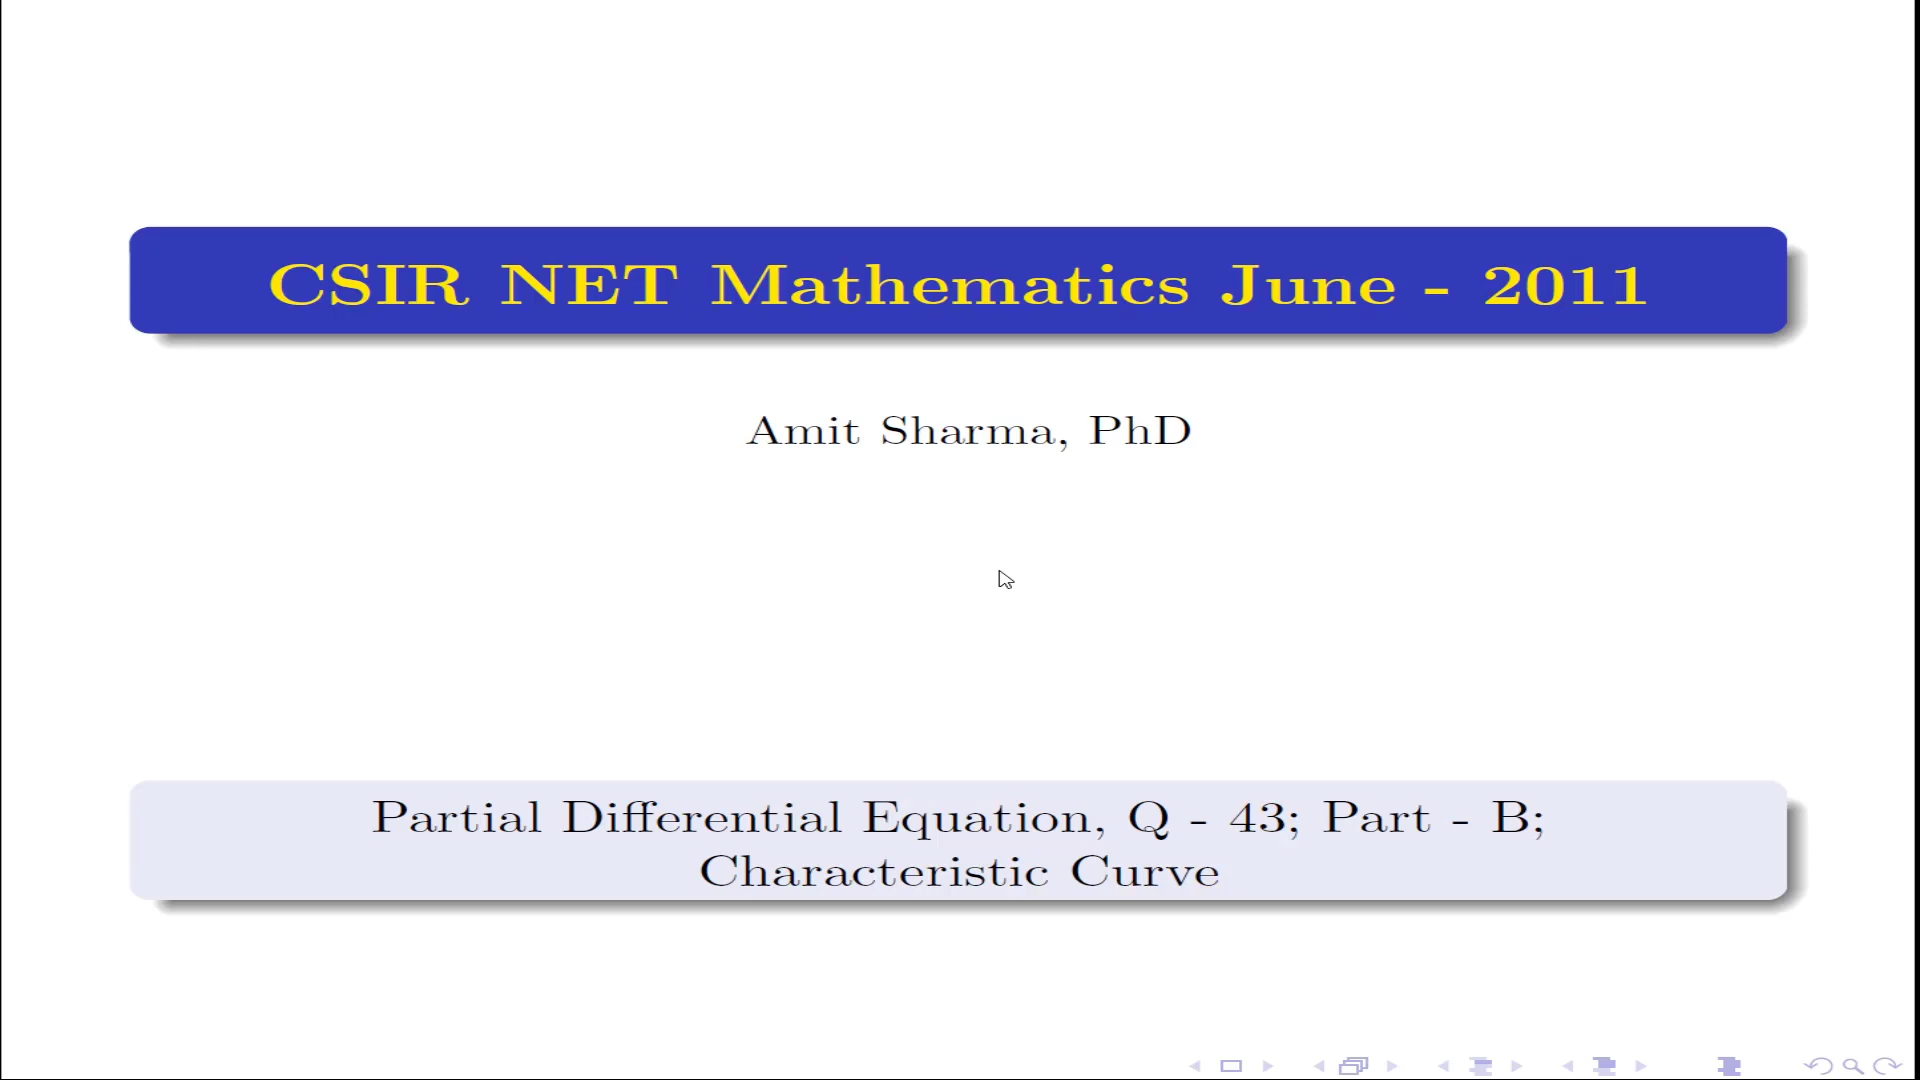 CSIR NET Mathematics June - 2011
Amit Sharma, PhD
Partial Differential Equation, Q - 43; Part - B;
Characteristic Curve